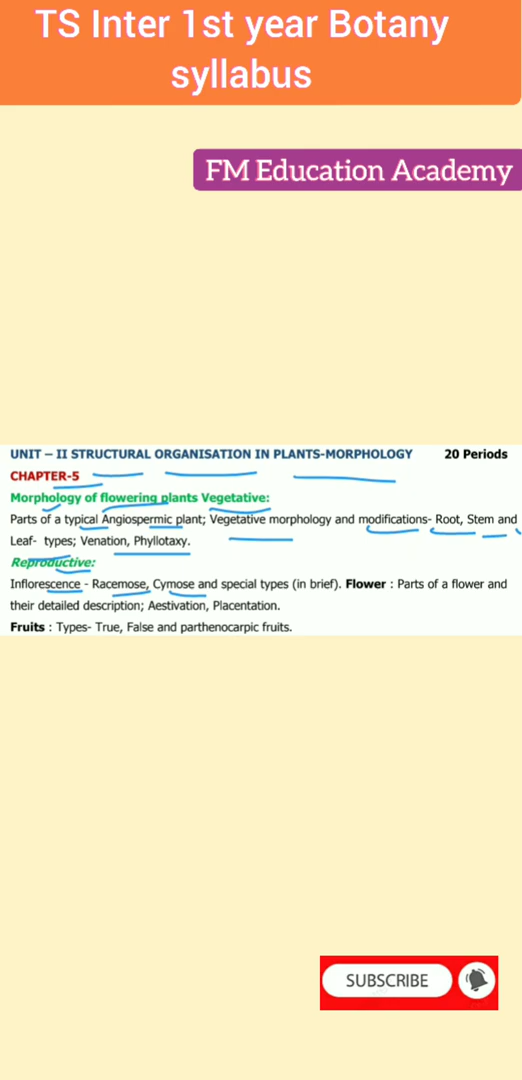 TS Inter 1st year Botany
syllabus
FM Education Academy
UNIT – II STRUCTURAL ORGANISATION IN PLANTS-MORPHOLOGY 20 Periods
CHAPTER-5
Morphology of flowering plants Vegetative:
Parts of a typical Angiospermic plant; Vegetative morphology and modifications- Root, Stem and
Leaf- types; Venation, Phyllotaxy.
Reproductive:
Inflorescence - Racemose, Cymose and special types (in brief). Flower : Parts of a flower and
their detailed description; Aestivation, Placentation.
Fruits : Types- True, False and parthenocarpic fruits.
SUBSCRIBE